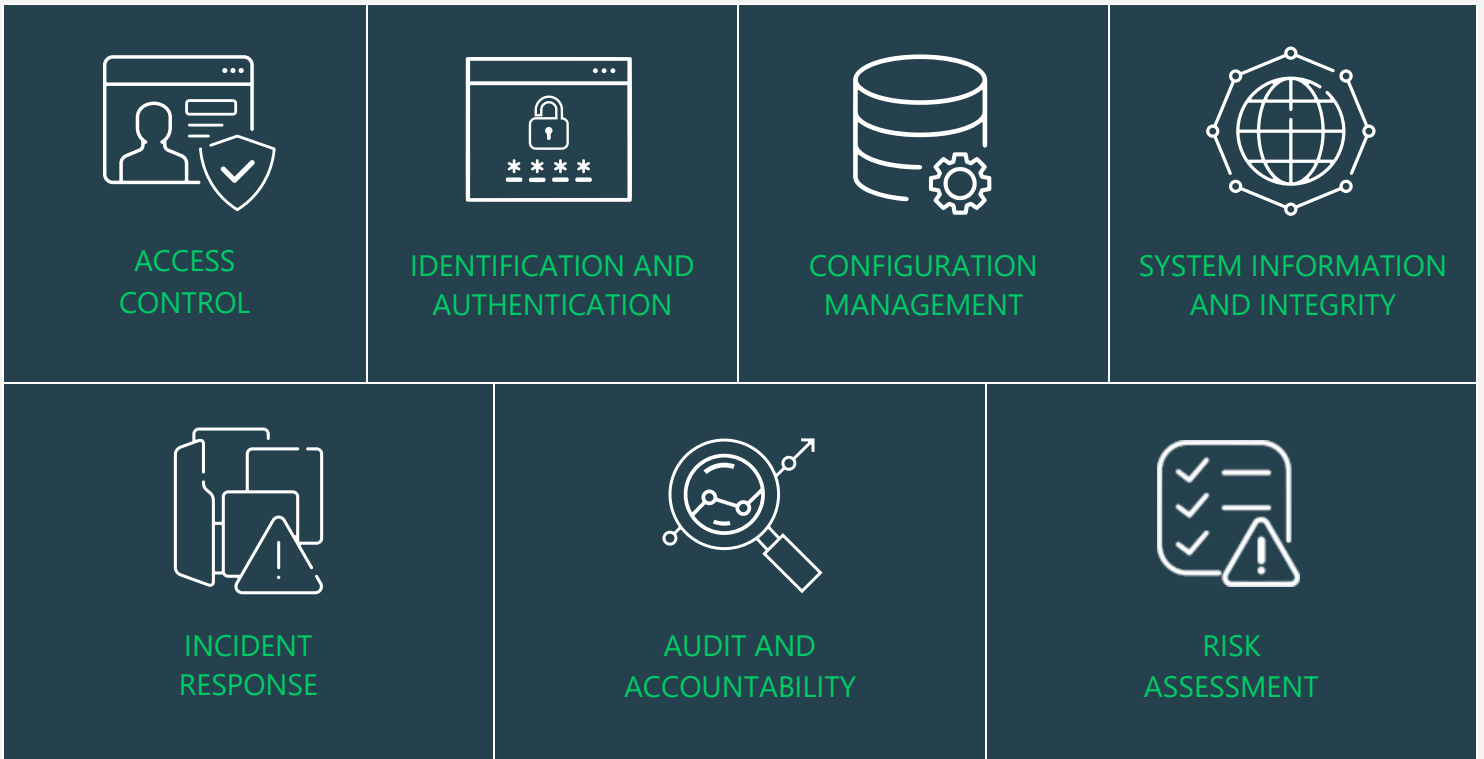 ACCESS
CONTROL
IDENTIFICATION AND
AUTHENTICATION
CONFIGURATION
MANAGEMENT
SYSTEM INFORMATION
AND INTEGRITY
INCIDENT
RESPONSE
AUDIT AND
ACCOUNTABILITY
RISK
ASSESSMENT